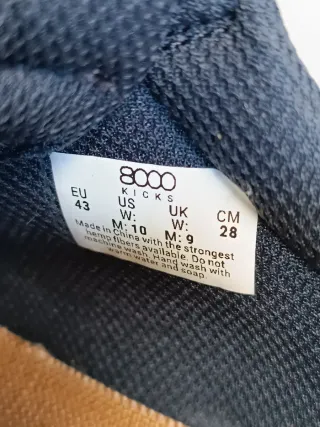 8000
KICKS
EU US UK CM
43 W: W: 28
M: 10 M: 9
Made in China with the strongest
hemp fibers available. Do not
machine wash. Hand wash with
warm water and soap.